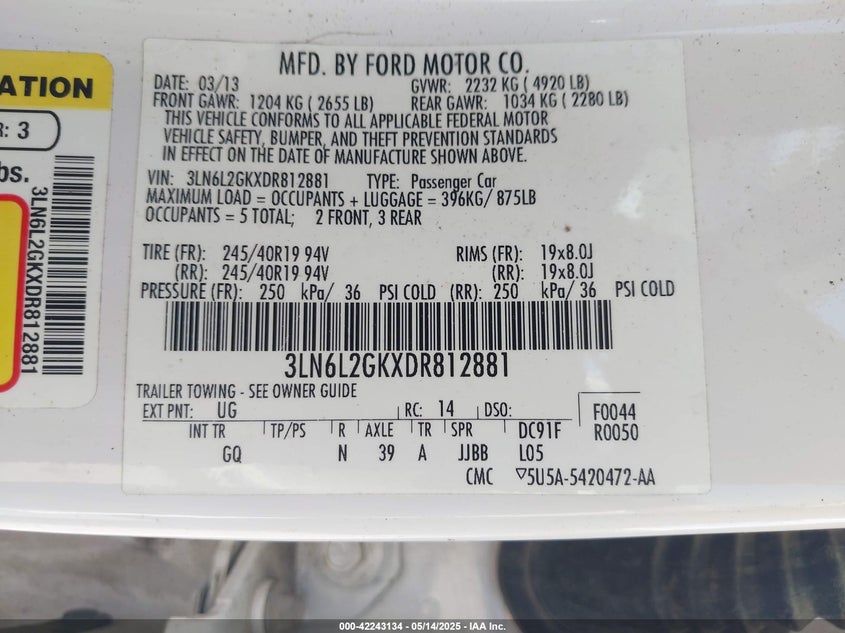 ATION
R: 3
bs.
3LN6L2GKXDR812881
MFD. BY FORD MOTOR CO.
DATE: 03/13 GVWR: 2232 KG ( 4920 LB)
FRONT GAWR: 1204 KG ( 2655 LB) REAR GAWR: 1034 KG ( 2280 LB)
THIS VEHICLE CONFORMS TO ALL APPLICABLE FEDERAL MOTOR
VEHICLE SAFETY, BUMPER, AND THEFT PREVENTION STANDARDS
IN EFFECT ON THE DATE OF MANUFACTURE SHOWN ABOVE.
VIN: 3LN6L2GKXDR812881 TYPE: Passenger Car
MAXIMUM LOAD = OCCUPANTS + LUGGAGE = 396KG/ 875LB
OCCUPANTS = 5 TOTAL; 2 FRONT, 3 REAR
TIRE (FR): 245/40R19 94V RIMS (FR): 19x8.0J
(RR): 245/40R19 94V (RR): 19x8.0J
PRESSURE (FR): 250 kPa/ 36 PSI COLD (RR): 250 kPa/ 36 PSI COLD
3LN6L2GKXDR812881
TRAILER TOWING - SEE OWNER GUIDE
EXT PNT: UG RC: 14 DSO: F0044
INT TR TP/PS R AXLE TR SPR DC91F R0050
GQ N 39 A JJBB L05
CMC ▽5U5A-5420472-AA
000-42243134 - 05/14/2025 - IAA Inc.